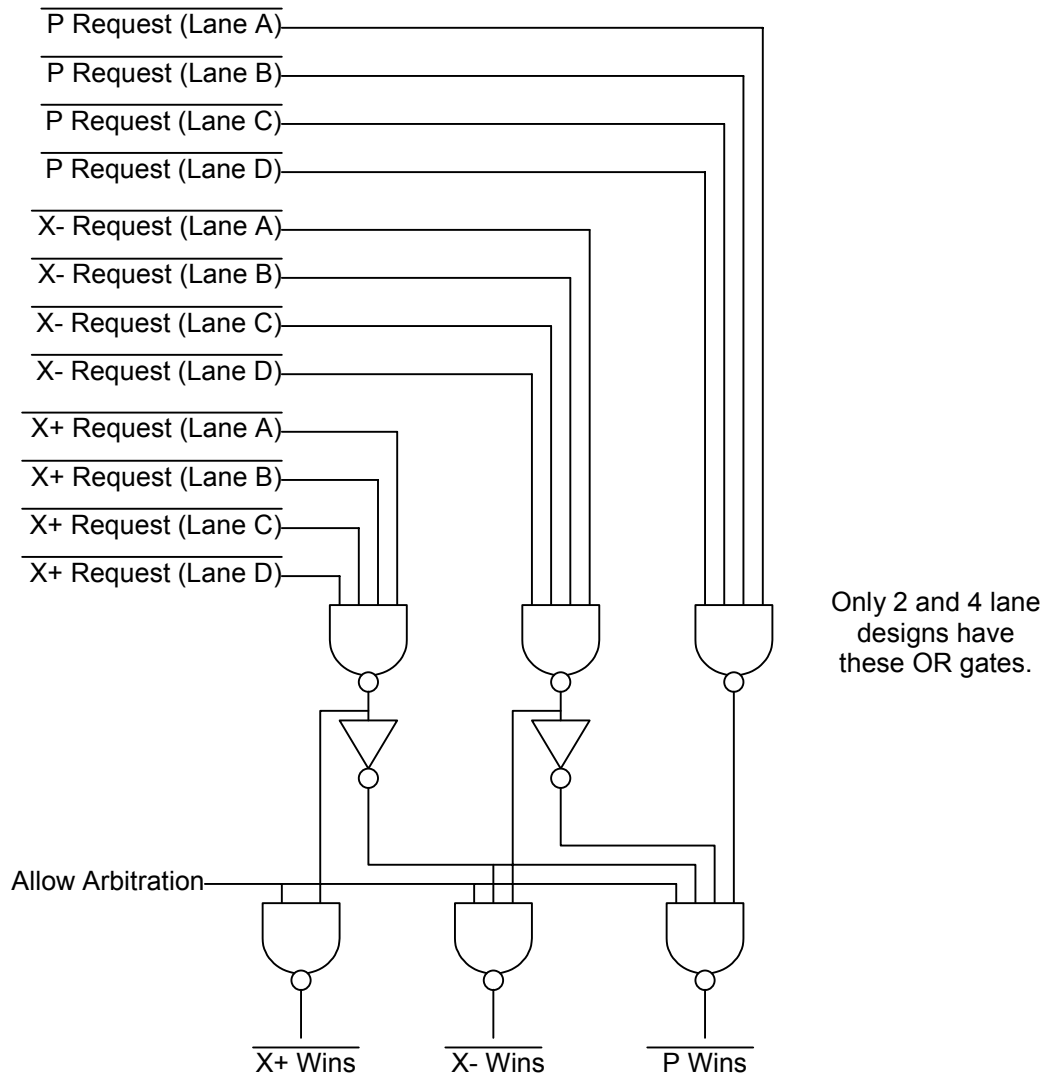 P Request (Lane A)
P Request (Lane B)
P Request (Lane C)
P Request (Lane D)
X- Request (Lane A)
X- Request (Lane B)
X- Request (Lane C)
X- Request (Lane D)
X+ Request (Lane A)
X+ Request (Lane B)
X+ Request (Lane C)
X+ Request (Lane D)
Only 2 and 4 lane
designs have
these OR gates.
Allow Arbitration
X+ Wins
X- Wins
P Wins